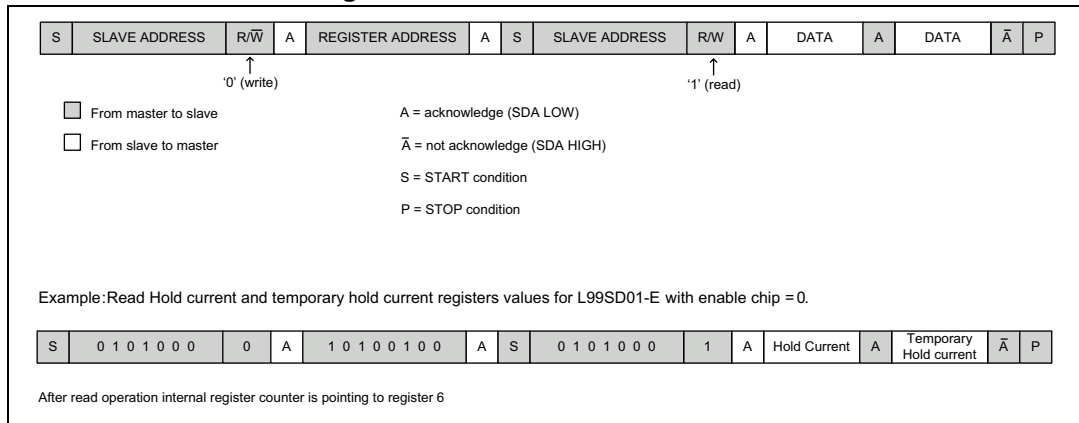 S SLAVE ADDRESS R/W̅ A REGISTER ADDRESS A S SLAVE ADDRESS R/W A DATA A DATA A̅ P
‘0’ (write) ‘1’ (read)
From master to slave A = acknowledge (SDA LOW)
From slave to master A̅ = not acknowledge (SDA HIGH)
S = START condition
P = STOP condition
Example:Read Hold current and temporary hold current registers values for L99SD01-E with enable chip =0.
S 0 1 0 1 0 0 0 0 A 1 0 1 0 0 1 0 0 A S 0 1 0 1 0 0 0 1 A Hold Current A Temporary Hold current A̅ P
After read operation internal register counter is pointing to register 6